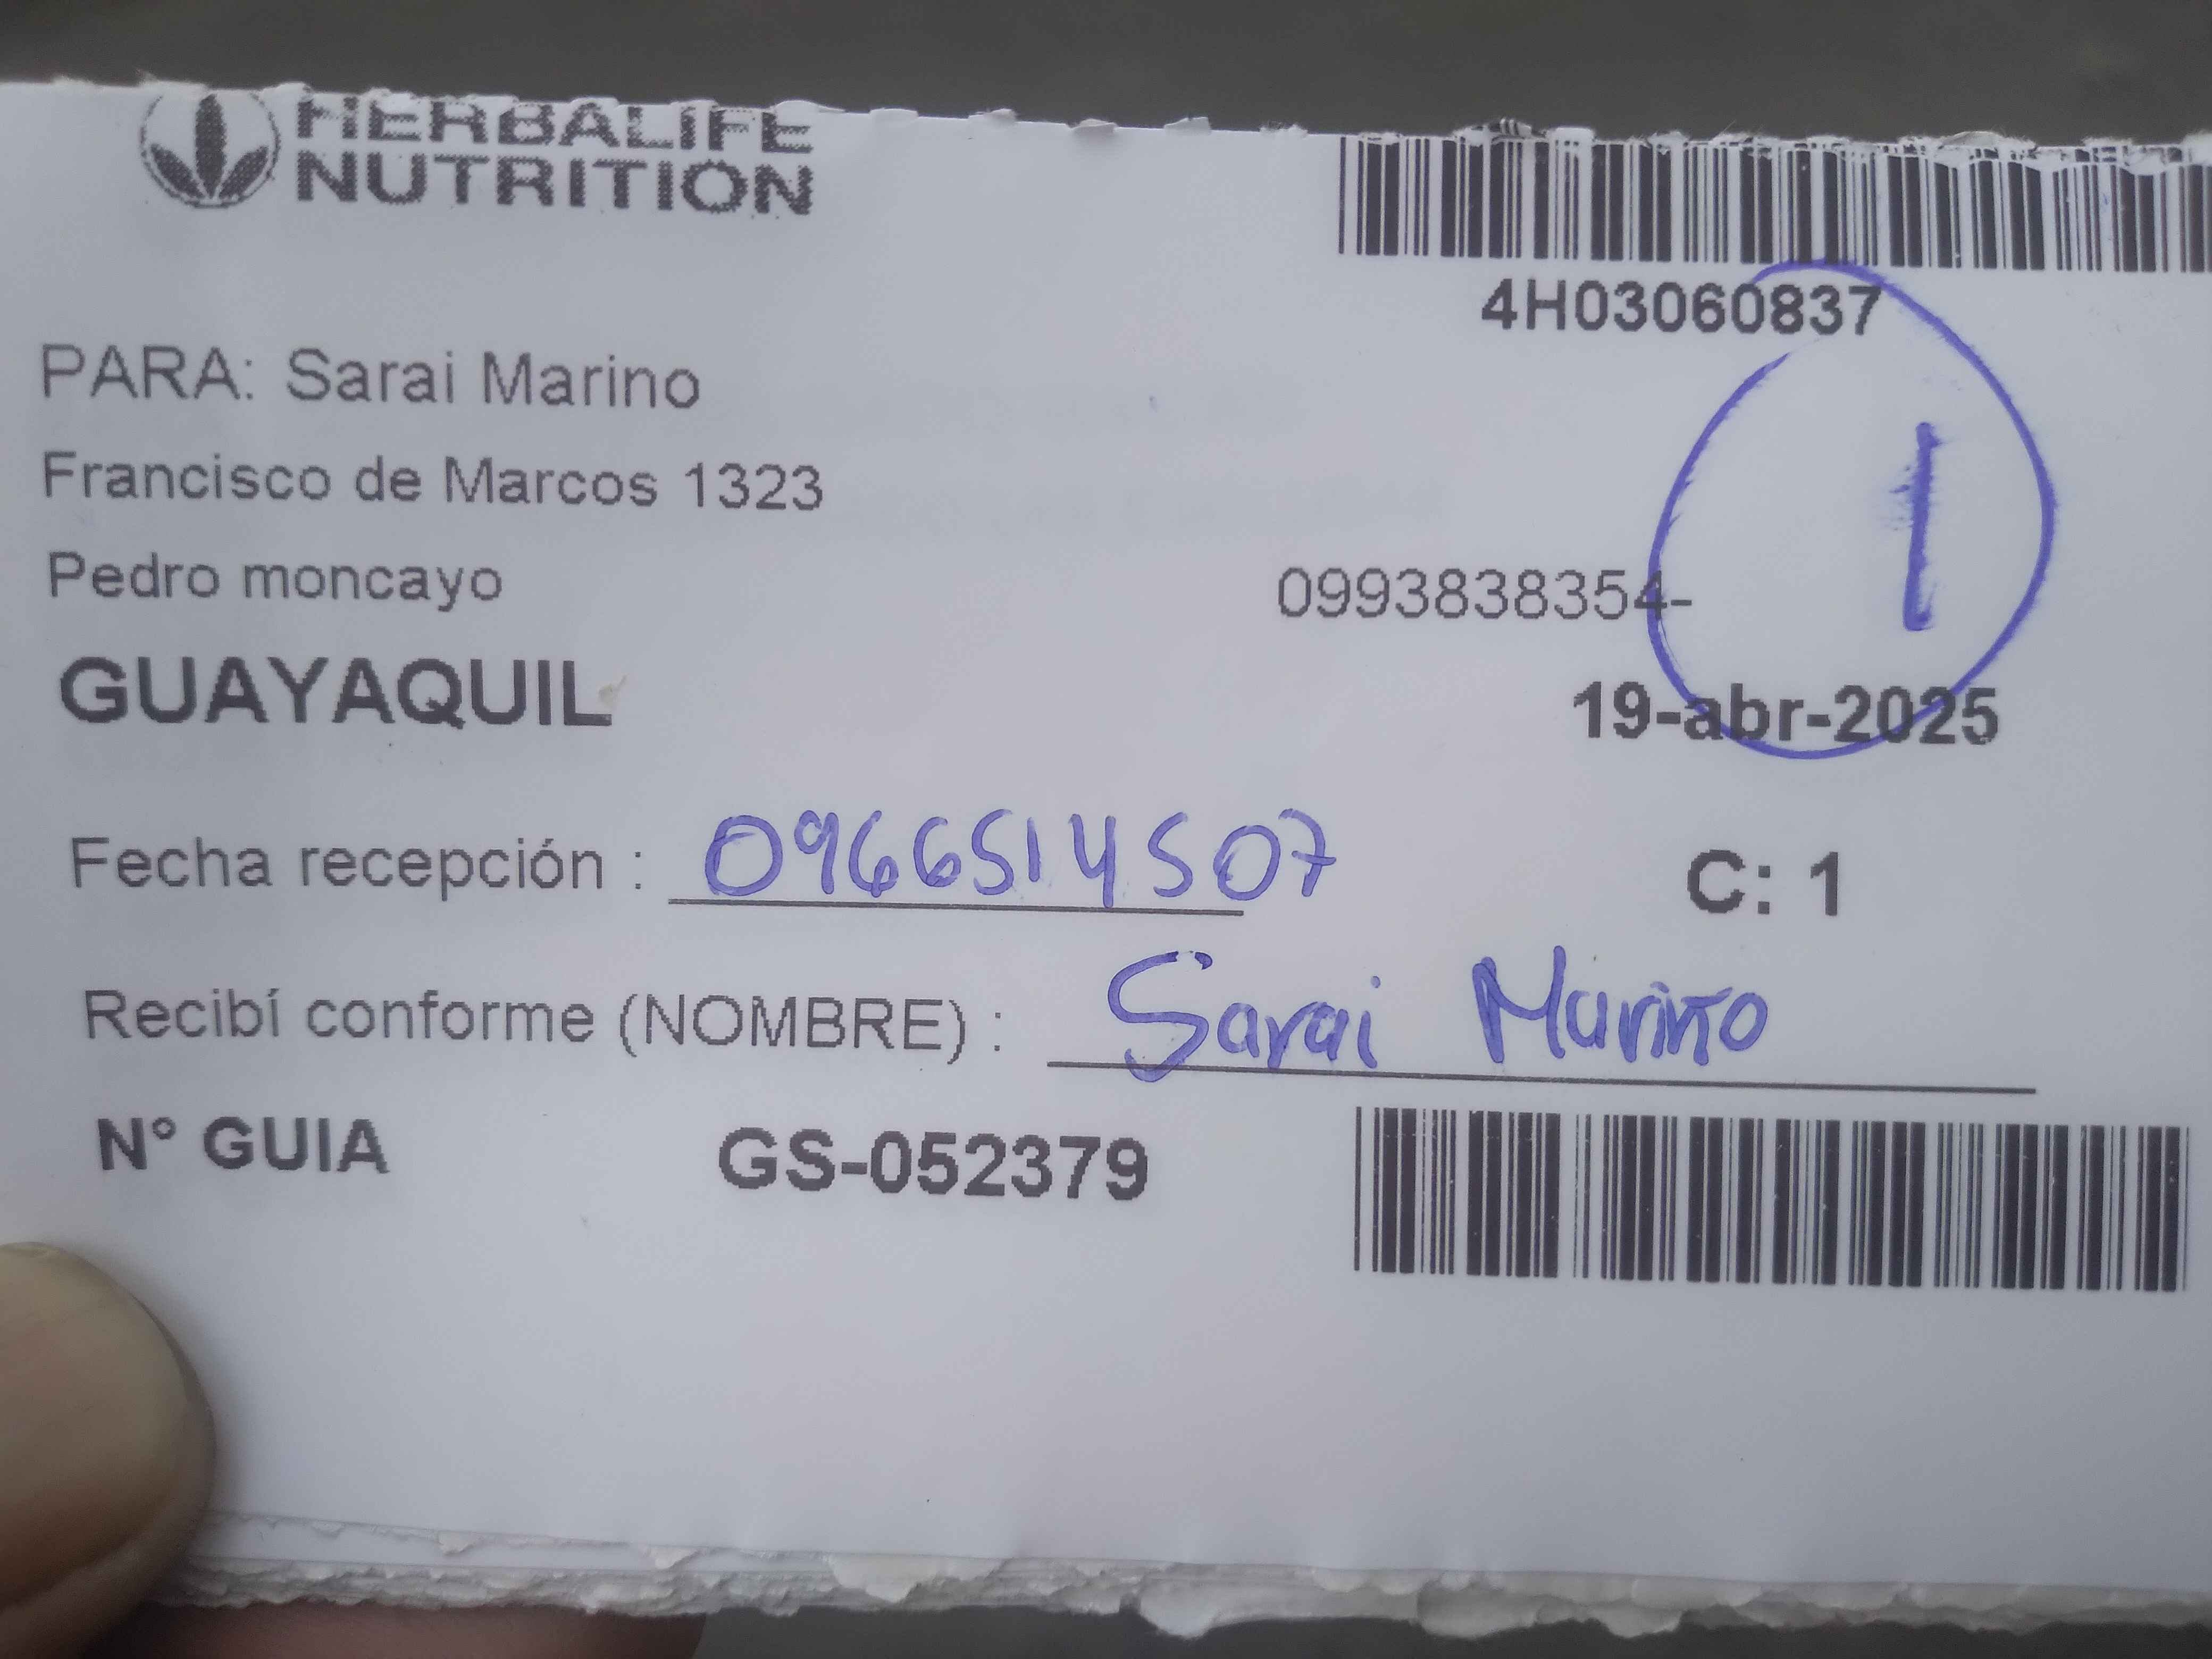 HERBALIFE
NUTRITION
4H03060837
PARA: Sarai Marino
Francisco de Marcos 1323
1
Pedro moncayo 0993838354-
GUAYAQUIL 19-abr-2025
Fecha recepción : 0966514507 C: 1
Recibí conforme (NOMBRE) : Sarai Marino
N° GUIA GS-052379